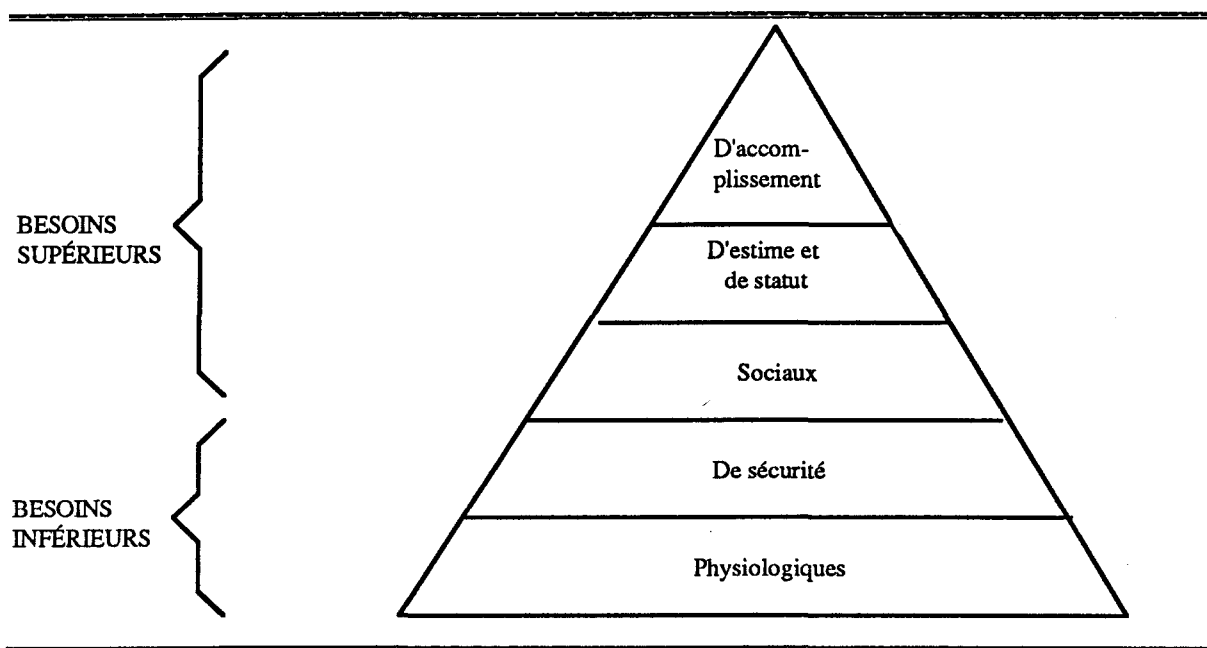 D'accom-
plissement
BESOINS
SUPÉRIEURS
D'estime et
de statut
Sociaux
De sécurité
BESOINS
INFÉRIEURS
Physiologiques